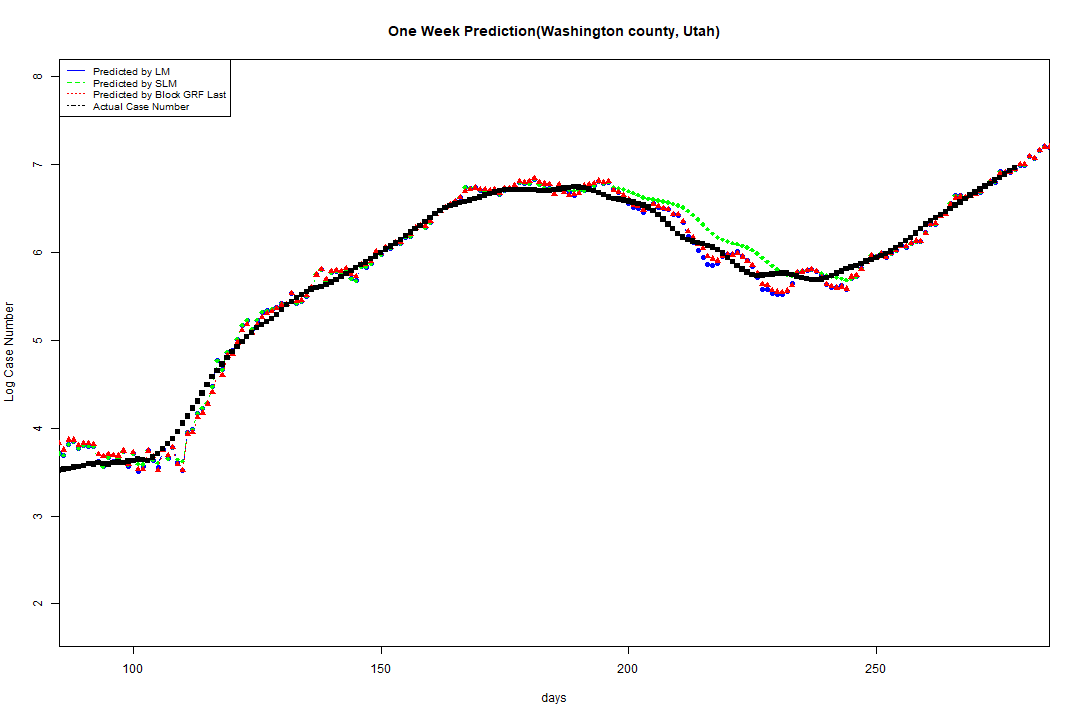 One Week Prediction(Washington county, Utah)
Predicted by LM
Predicted by SLM
Predicted by Block GRF Last
Actual Case Number
8
7
6
5
4
3
2
Log Case Number
100 150 200 250
days